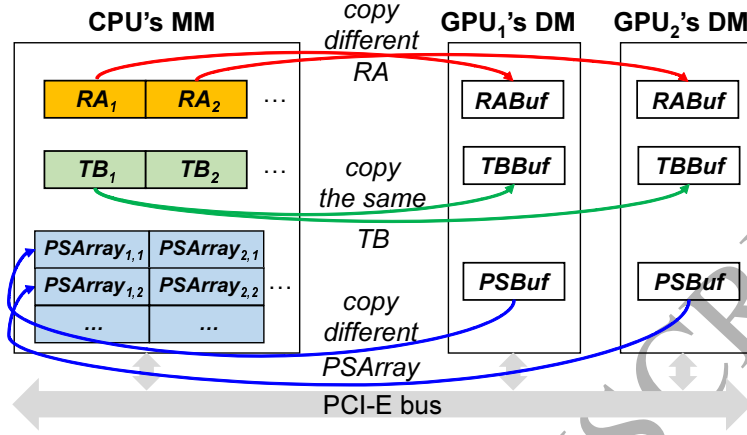 CPU's MM
copy
different
RA
GPU1's DM
GPU2's DM
RA1 RA2 ...
RABuf
RABuf
TB1 TB2 ...
copy
the same
TB
TBBuf
TBBuf
PSArray1,1 PSArray2,1
PSArray1,2 PSArray2,2 ...
... ...
copy
different
PSArray
PSBuf
PSBuf
PCI-E bus